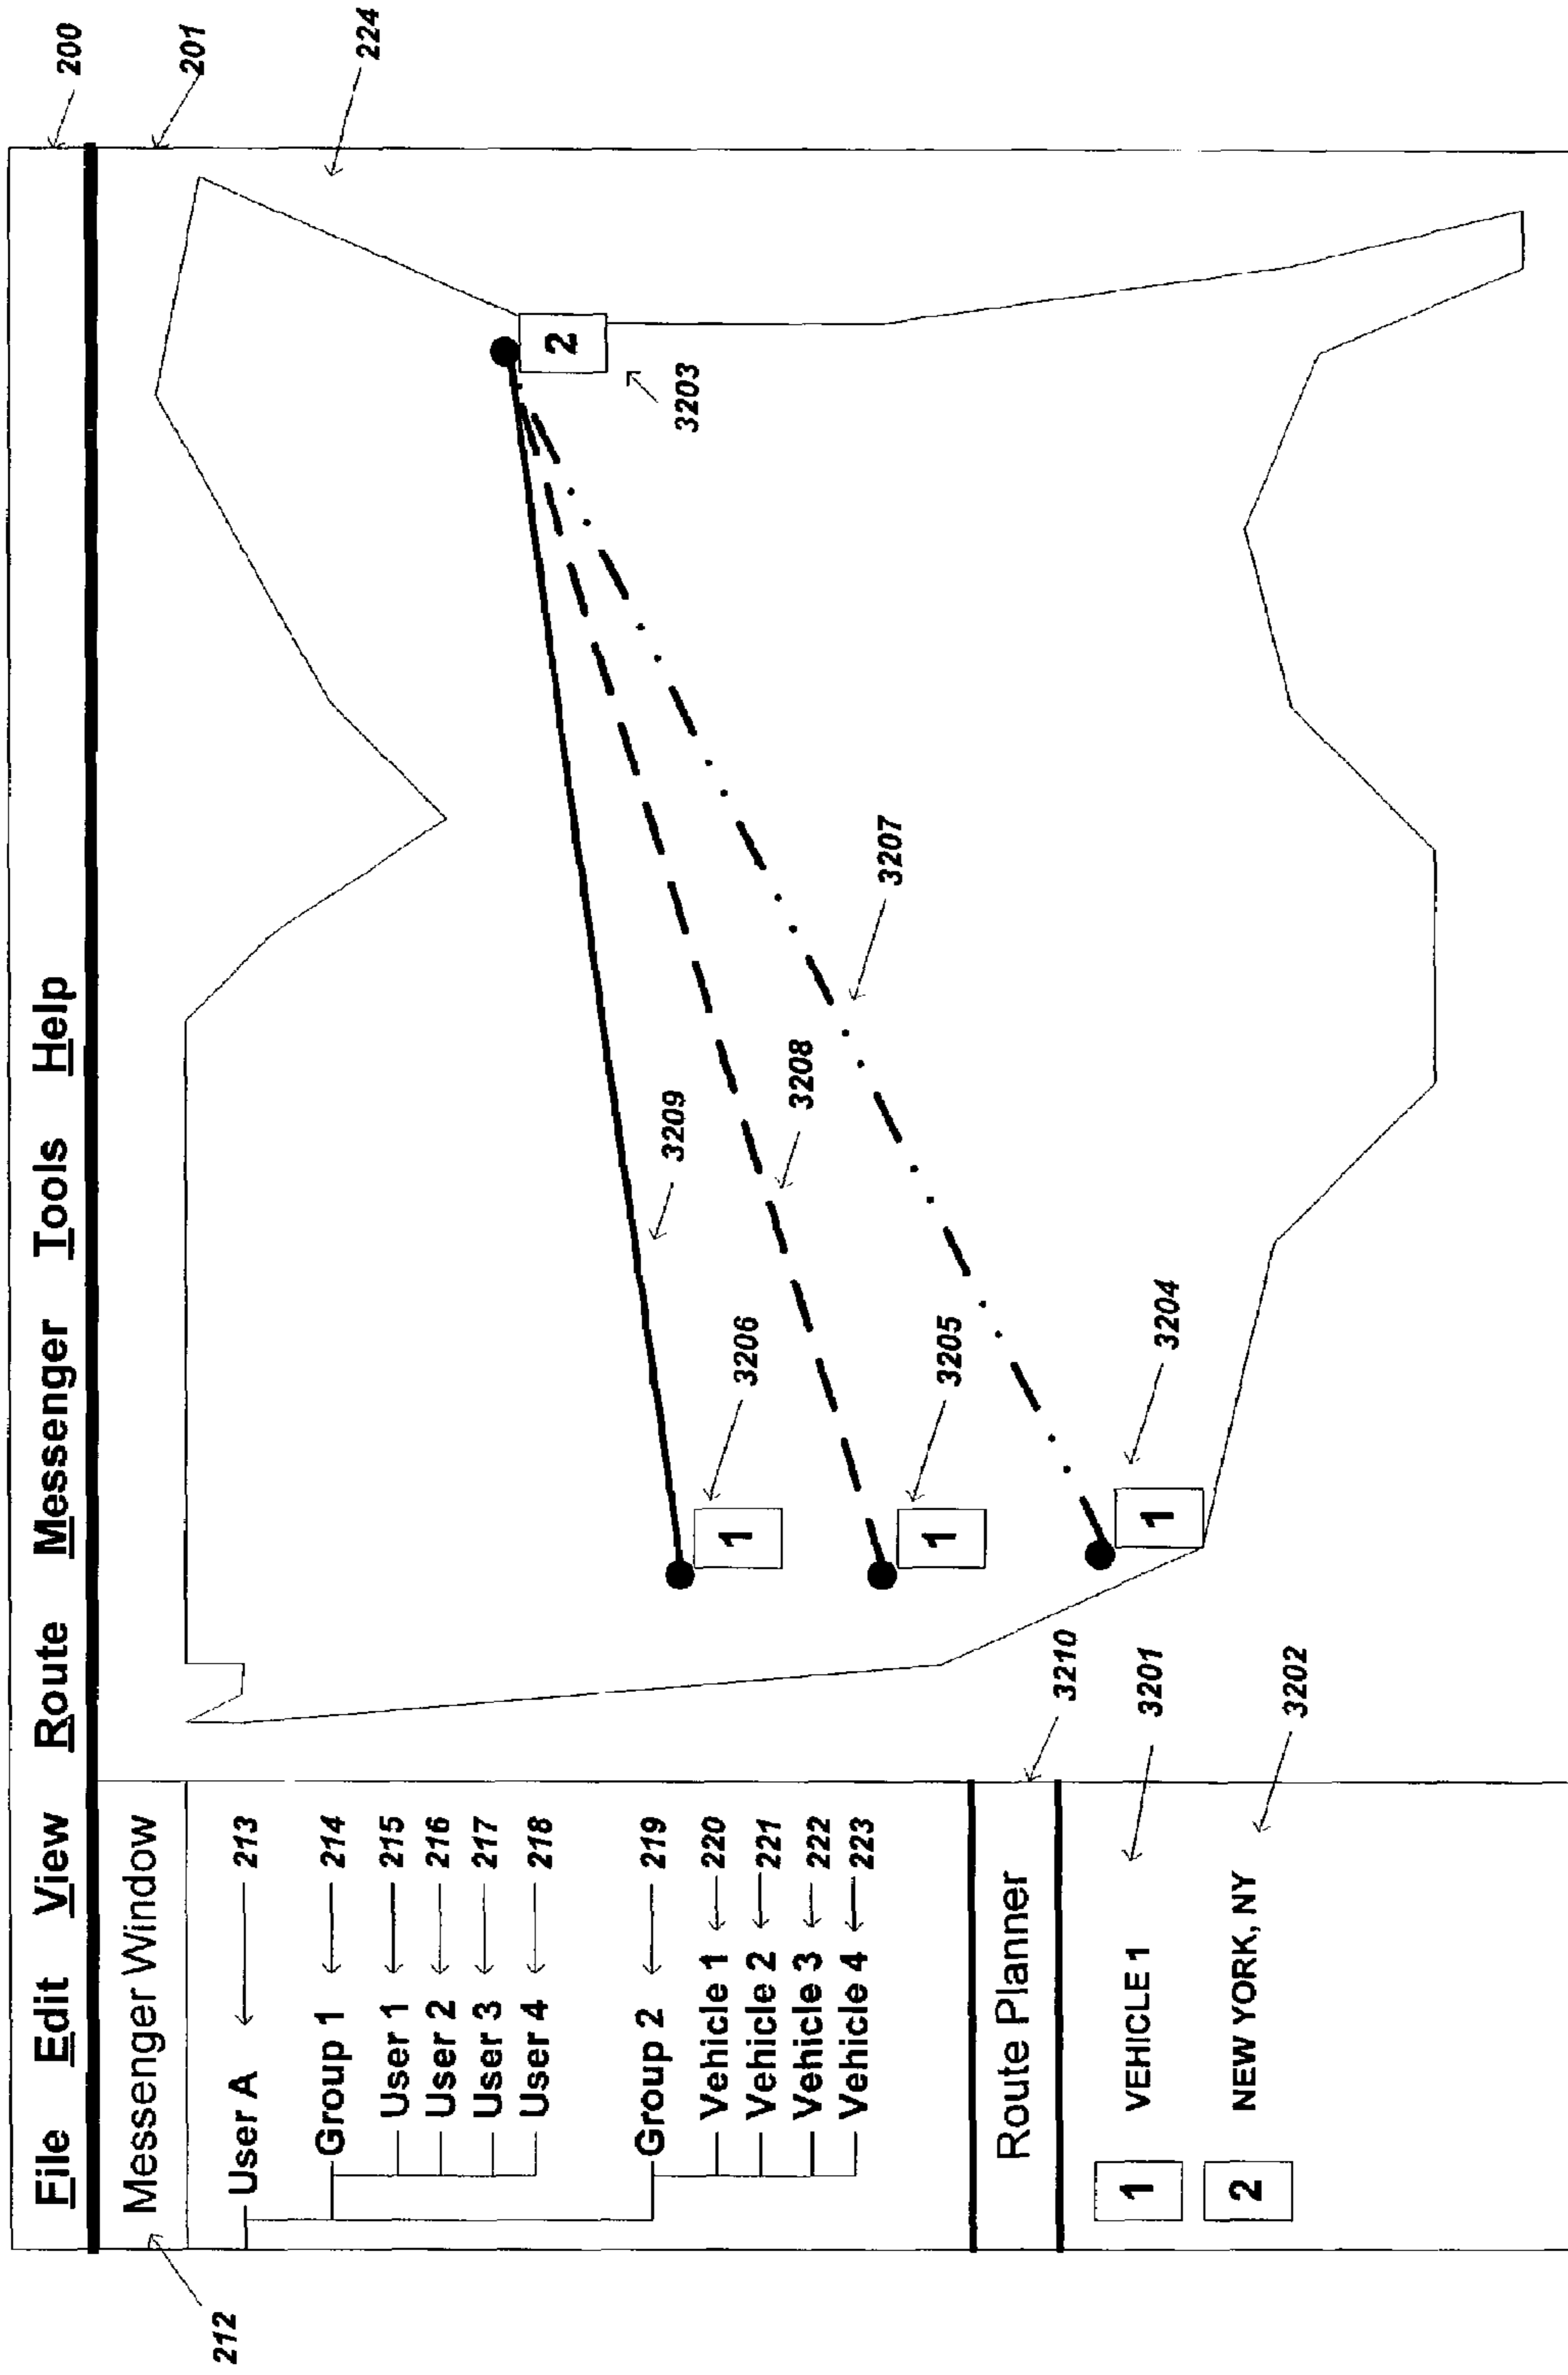 File Edit View Route Messenger Tools Help
200
Messenger Window
201
212
User A 213
224
Group 1 214
User 1 215
User 2 216
User 3 217
User 4 218
2
3203
Group 2 219
Vehicle 1 220
Vehicle 2 221
Vehicle 3 222
Vehicle 4 223
3209
1
3206
3208
3207
1
3205
Route Planner
3210
1
3204
1 VEHICLE 1
3201
2 NEW YORK, NY
3202